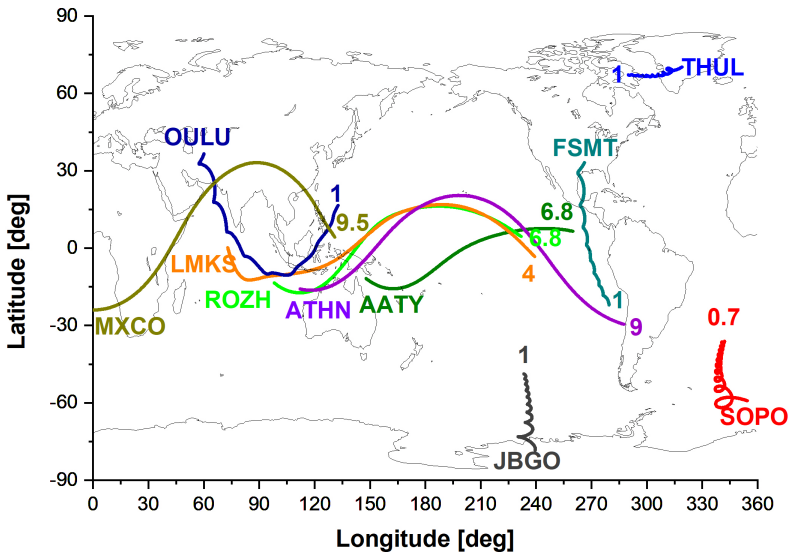 90
60
30
0
-30
-60
-90
Latitude [deg]
THUL
1
OULU
FSMT
1
9.5
6.8
6.8
LMKS
4
ROZH
ATHN
AATY
1
MXCO
9
0.7
1
SOPO
JBGO
0 30 60 90 120 150 180 210 240 270 300 330 360
Longitude [deg]